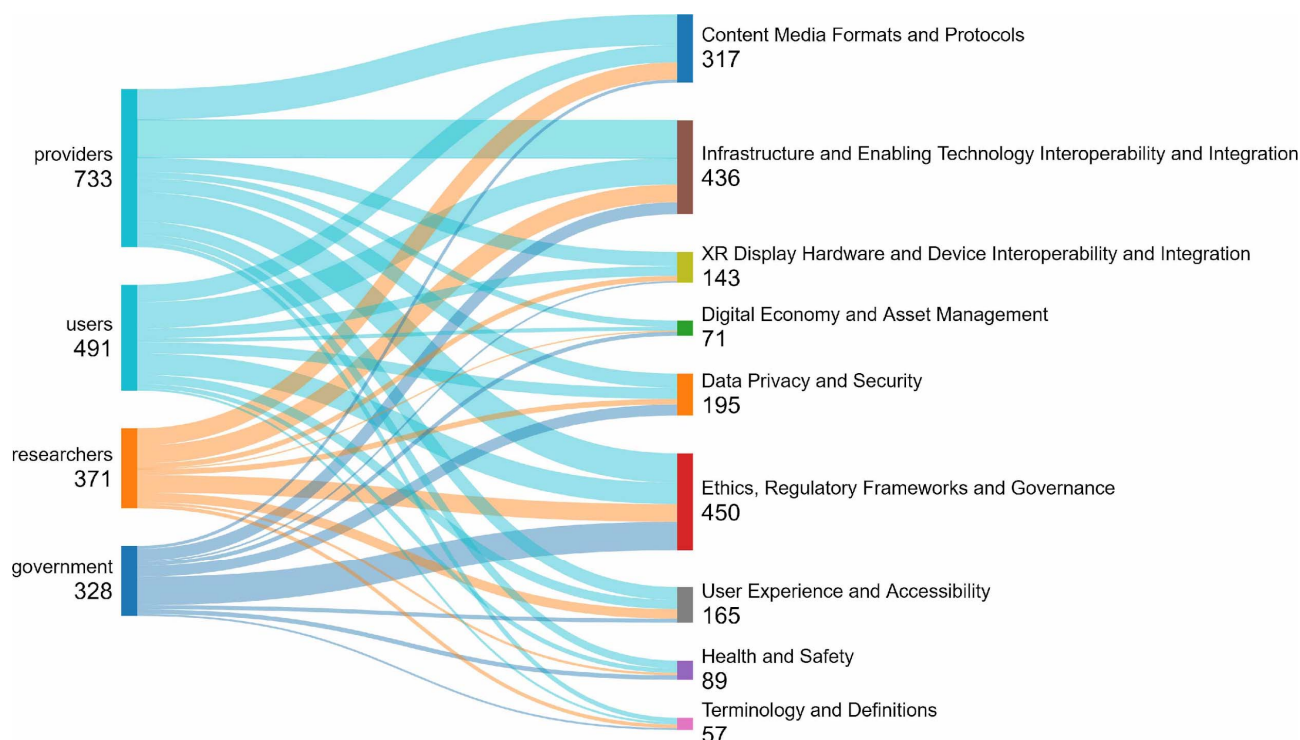 providers
733
users
491
researchers
371
government
328
Content Media Formats and Protocols
317
Infrastructure and Enabling Technology Interoperability and Integration
436
XR Display Hardware and Device Interoperability and Integration
143
Digital Economy and Asset Management
71
Data Privacy and Security
195
Ethics, Regulatory Frameworks and Governance
450
User Experience and Accessibility
165
Health and Safety
89
Terminology and Definitions
57